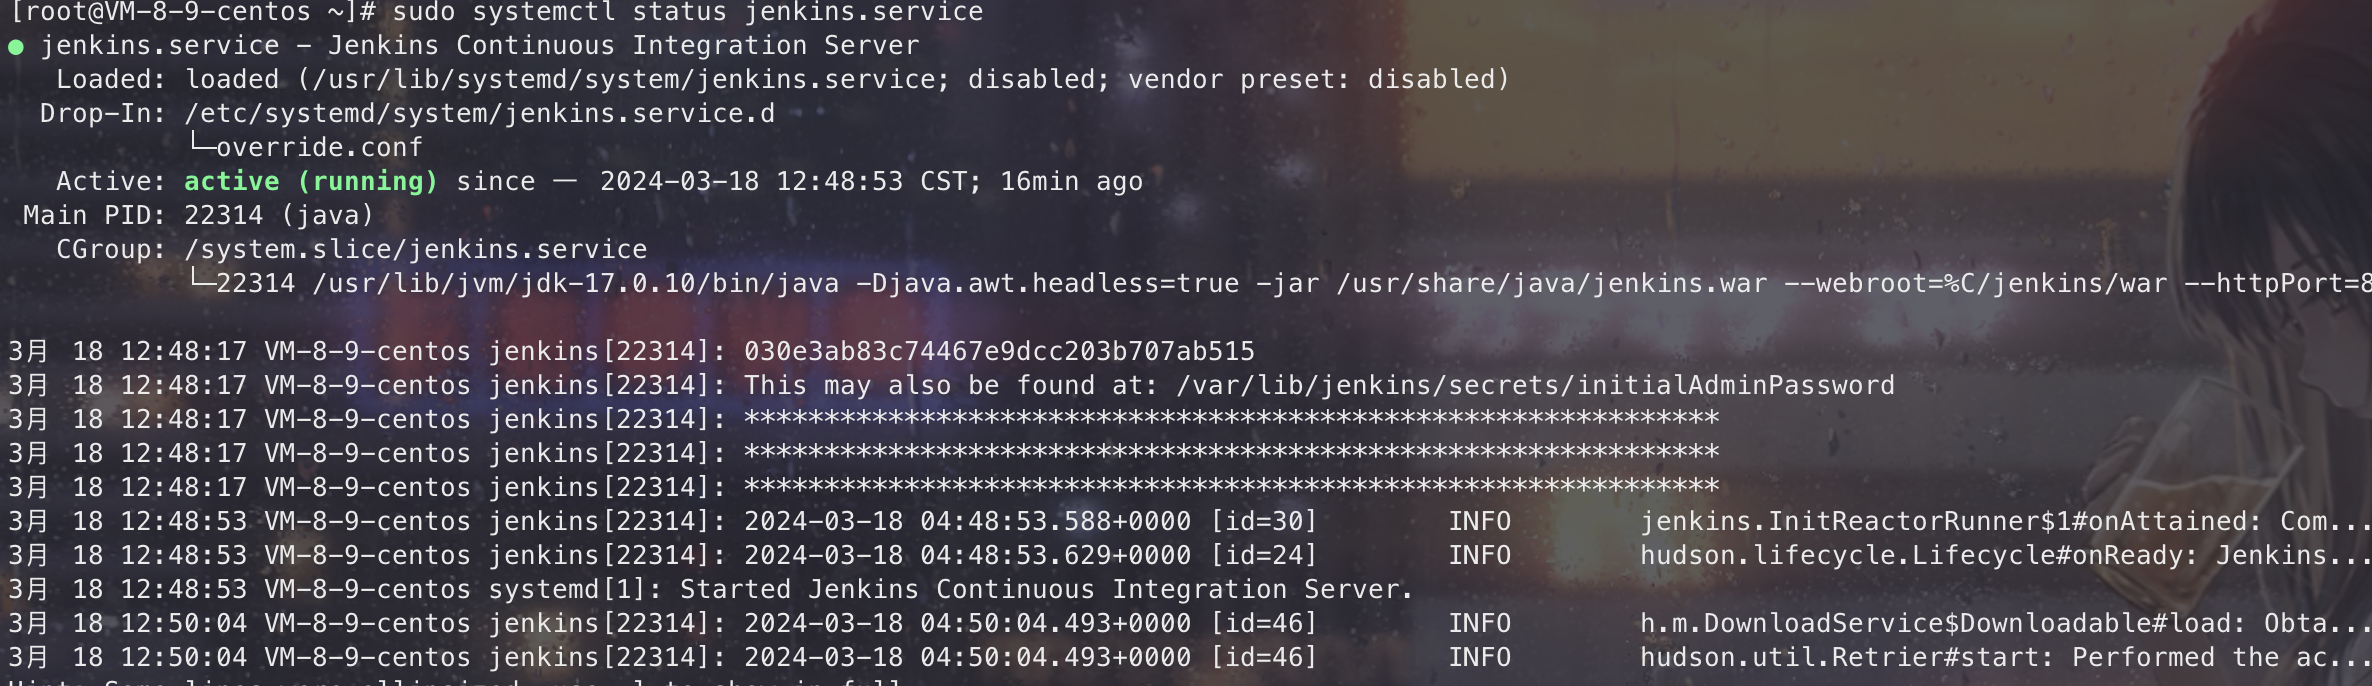 [root@VM-8-9-centos ~]# sudo systemctl status jenkins.service
● jenkins.service - Jenkins Continuous Integration Server
   Loaded: loaded (/usr/lib/systemd/system/jenkins.service; disabled; vendor preset: disabled)
  Drop-In: /etc/systemd/system/jenkins.service.d
           └─override.conf
   Active: active (running) since 一 2024-03-18 12:48:53 CST; 16min ago
 Main PID: 22314 (java)
   CGroup: /system.slice/jenkins.service
           └─22314 /usr/lib/jvm/jdk-17.0.10/bin/java -Djava.awt.headless=true -jar /usr/share/java/jenkins.war --webroot=%C/jenkins/war --httpPort=8
3月 18 12:48:17 VM-8-9-centos jenkins[22314]: 030e3ab83c74467e9dcc203b707ab515
3月 18 12:48:17 VM-8-9-centos jenkins[22314]: This may also be found at: /var/lib/jenkins/secrets/initialAdminPassword
3月 18 12:48:17 VM-8-9-centos jenkins[22314]: *************************************************************
3月 18 12:48:17 VM-8-9-centos jenkins[22314]: *************************************************************
3月 18 12:48:17 VM-8-9-centos jenkins[22314]: *************************************************************
3月 18 12:48:53 VM-8-9-centos jenkins[22314]: 2024-03-18 04:48:53.588+0000 [id=30]        INFO        jenkins.InitReactorRunner$1#onAttained: Com...
3月 18 12:48:53 VM-8-9-centos jenkins[22314]: 2024-03-18 04:48:53.629+0000 [id=24]        INFO        hudson.lifecycle.Lifecycle#onReady: Jenkins...
3月 18 12:48:53 VM-8-9-centos systemd[1]: Started Jenkins Continuous Integration Server.
3月 18 12:50:04 VM-8-9-centos jenkins[22314]: 2024-03-18 04:50:04.493+0000 [id=46]        INFO        h.m.DownloadService$Downloadable#load: Obta...
3月 18 12:50:04 VM-8-9-centos jenkins[22314]: 2024-03-18 04:50:04.493+0000 [id=46]        INFO        hudson.util.Retrier#start: Performed the ac...